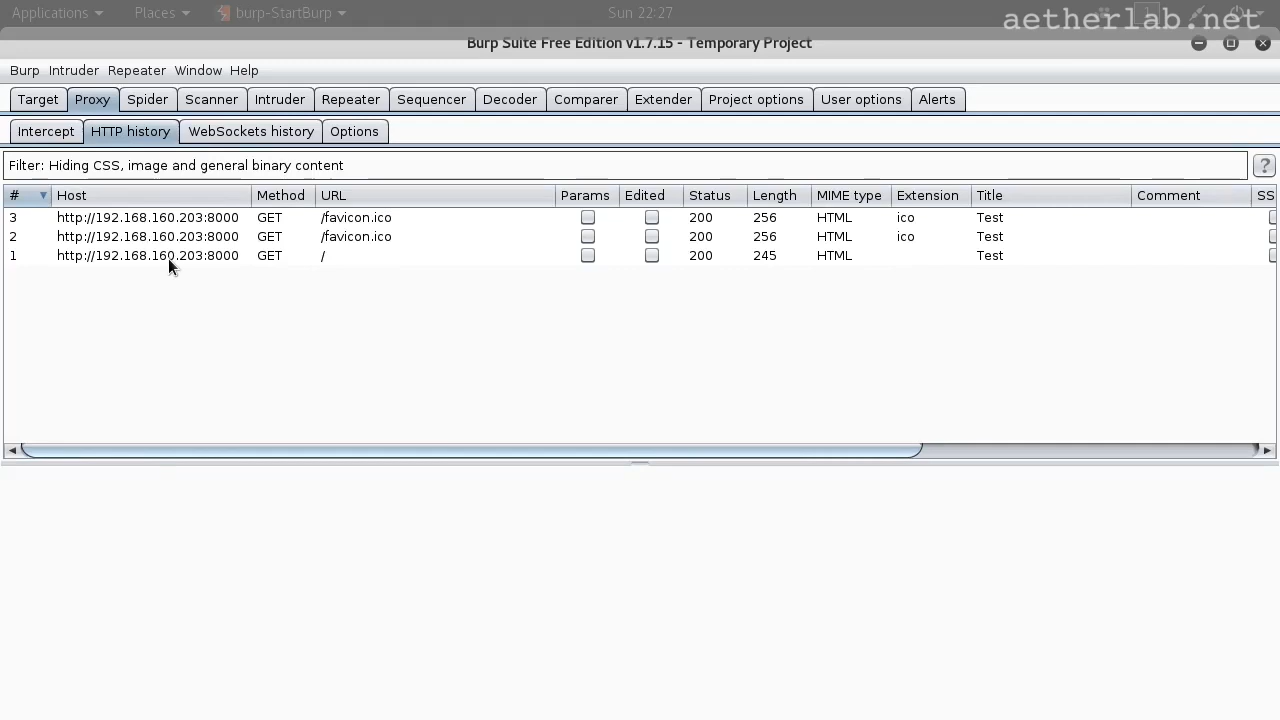 Applications Places burp-StartBurp Sun 22:27 1
aetherlab.net
Burp Suite Free Edition v1.7.15 - Temporary Project
Burp Intruder Repeater Window Help
Target Proxy Spider Scanner Intruder Repeater Sequencer Decoder Comparer Extender Project options User options Alerts
Intercept HTTP history WebSockets history Options
Filter: Hiding CSS, image and general binary content ?
# Host Method URL Params Edited Status Length MIME type Extension Title Comment SS
3 http://192.168.160.203:8000 GET /favicon.ico 200 256 HTML ico Test
2 http://192.168.160.203:8000 GET /favicon.ico 200 256 HTML ico Test
1 http://192.168.160.203:8000 GET / 200 245 HTML Test